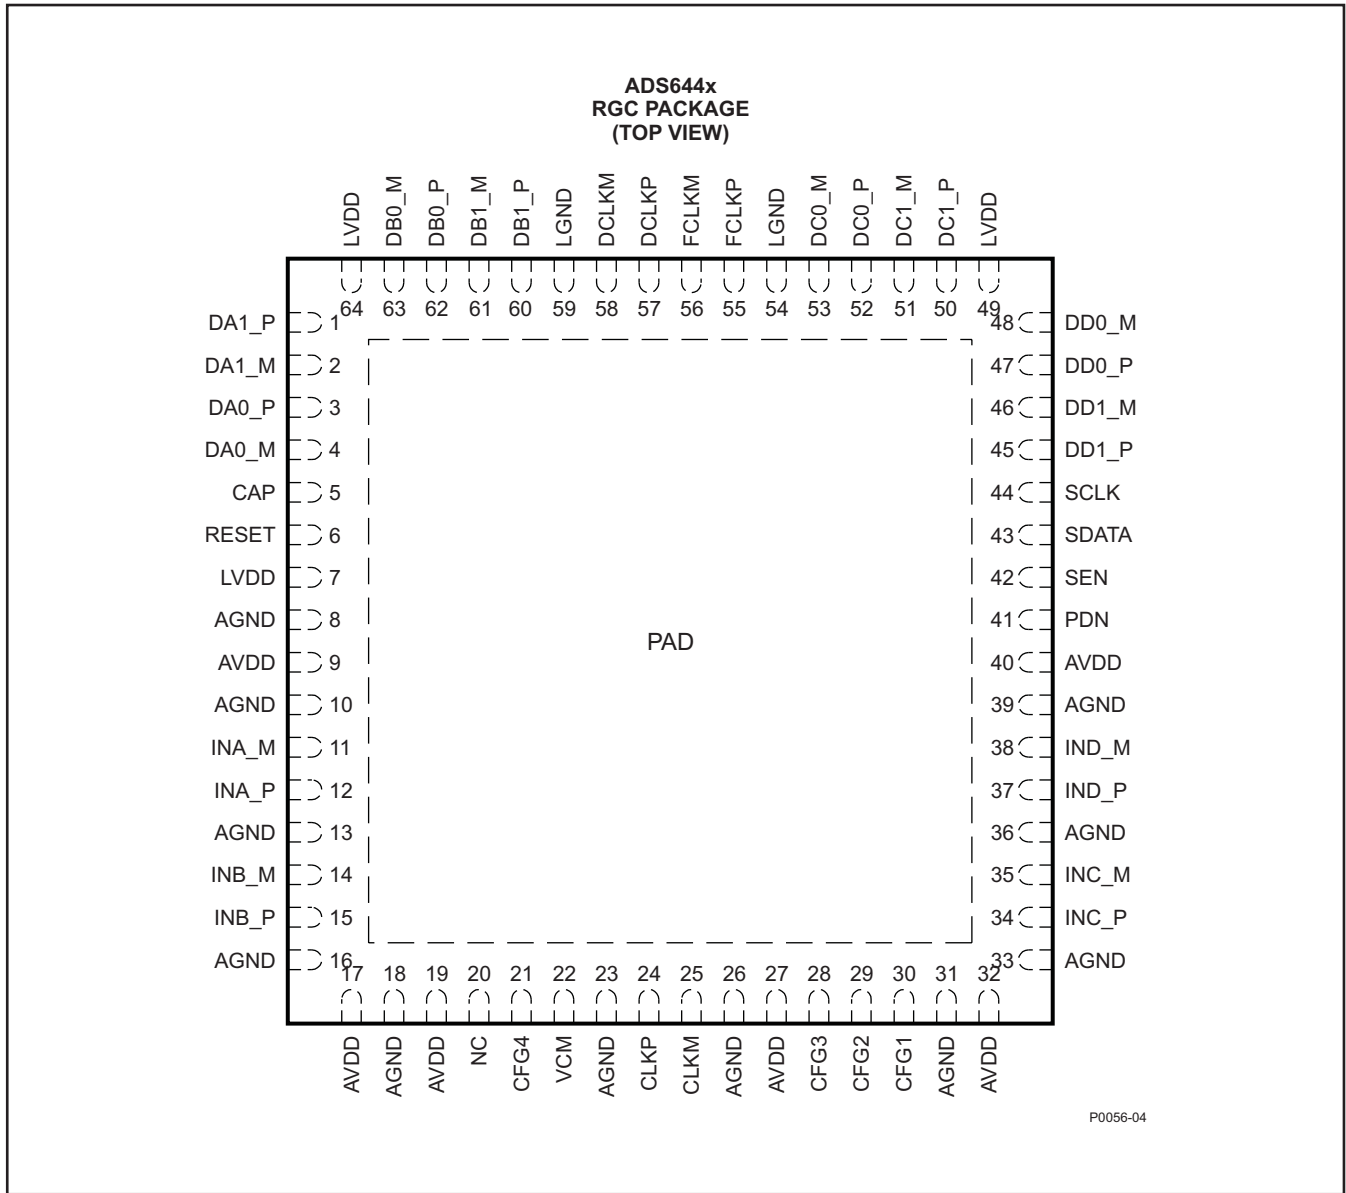 ADS644x
RGC PACKAGE
(TOP VIEW)
LVDD DB0_M DB0_P DB1_M DB1_P LGND DCLKM DCLKP FCLKM FCLKP LGND DC0_M DC0_P DC1_M DC1_P LVDD
64 63 62 61 60 59 58 57 56 55 54 53 52 51 50 49
DA1_P 1 48 DD0_M
DA1_M 2 47 DD0_P
DA0_P 3 46 DD1_M
DA0_M 4 45 DD1_P
CAP 5 44 SCLK
RESET 6 43 SDATA
LVDD 7 42 SEN
AGND 8 41 PDN
PAD
AVDD 9 40 AVDD
AGND 10 39 AGND
INA_M 11 38 IND_M
INA_P 12 37 IND_P
AGND 13 36 AGND
INB_M 14 35 INC_M
INB_P 15 34 INC_P
AGND 16 33 AGND
17 18 19 20 21 22 23 24 25 26 27 28 29 30 31 32
AVDD AGND AVDD NC CFG4 VCM AGND CLKP CLKM AGND AVDD CFG3 CFG2 CFG1 AGND AVDD
P0056-04